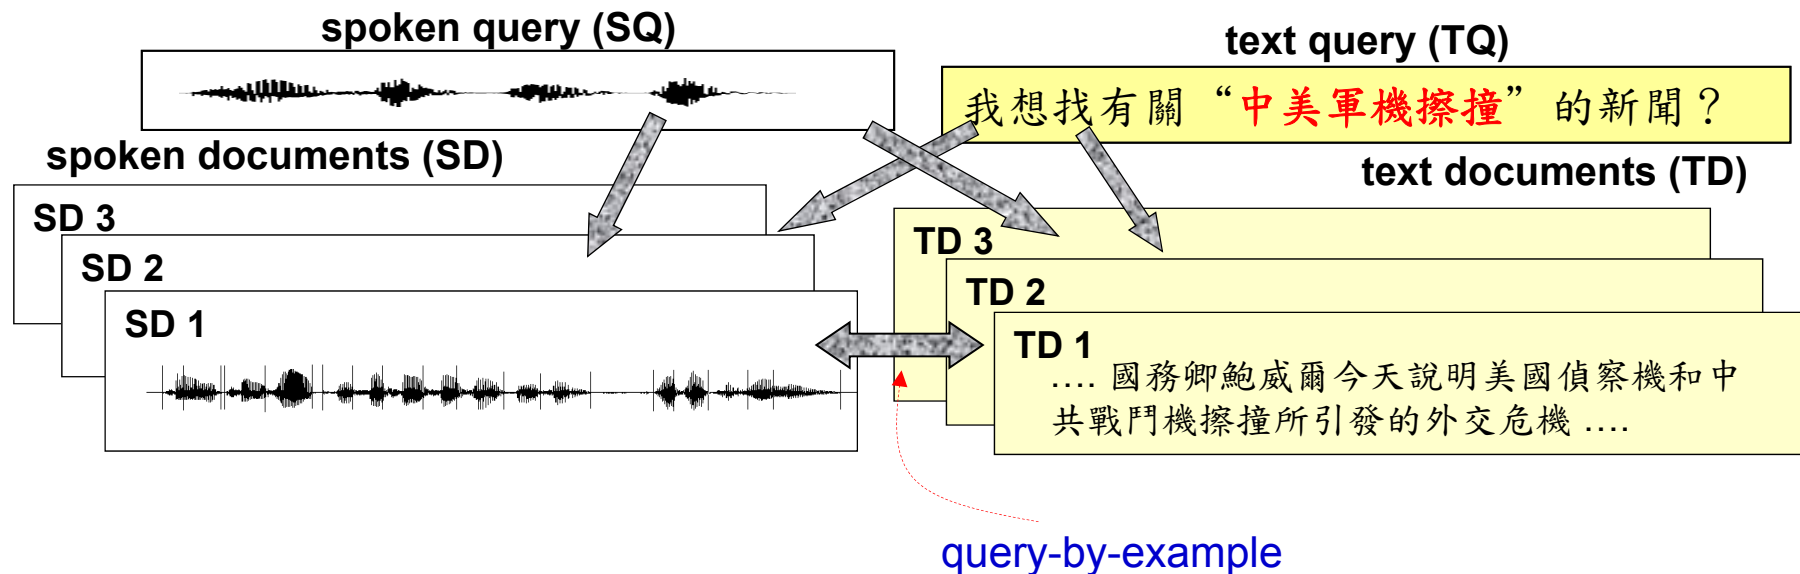 spoken query (SQ)
text query (TQ)
我想找有關“中美軍機擦撞”的新聞？
spoken documents (SD)
text documents (TD)
SD 3
SD 2
SD 1
TD 3
TD 2
TD 1
.... 國務卿鮑威爾今天說明美國偵察機和中
共戰鬥機擦撞所引發的外交危機 ....
query-by-example